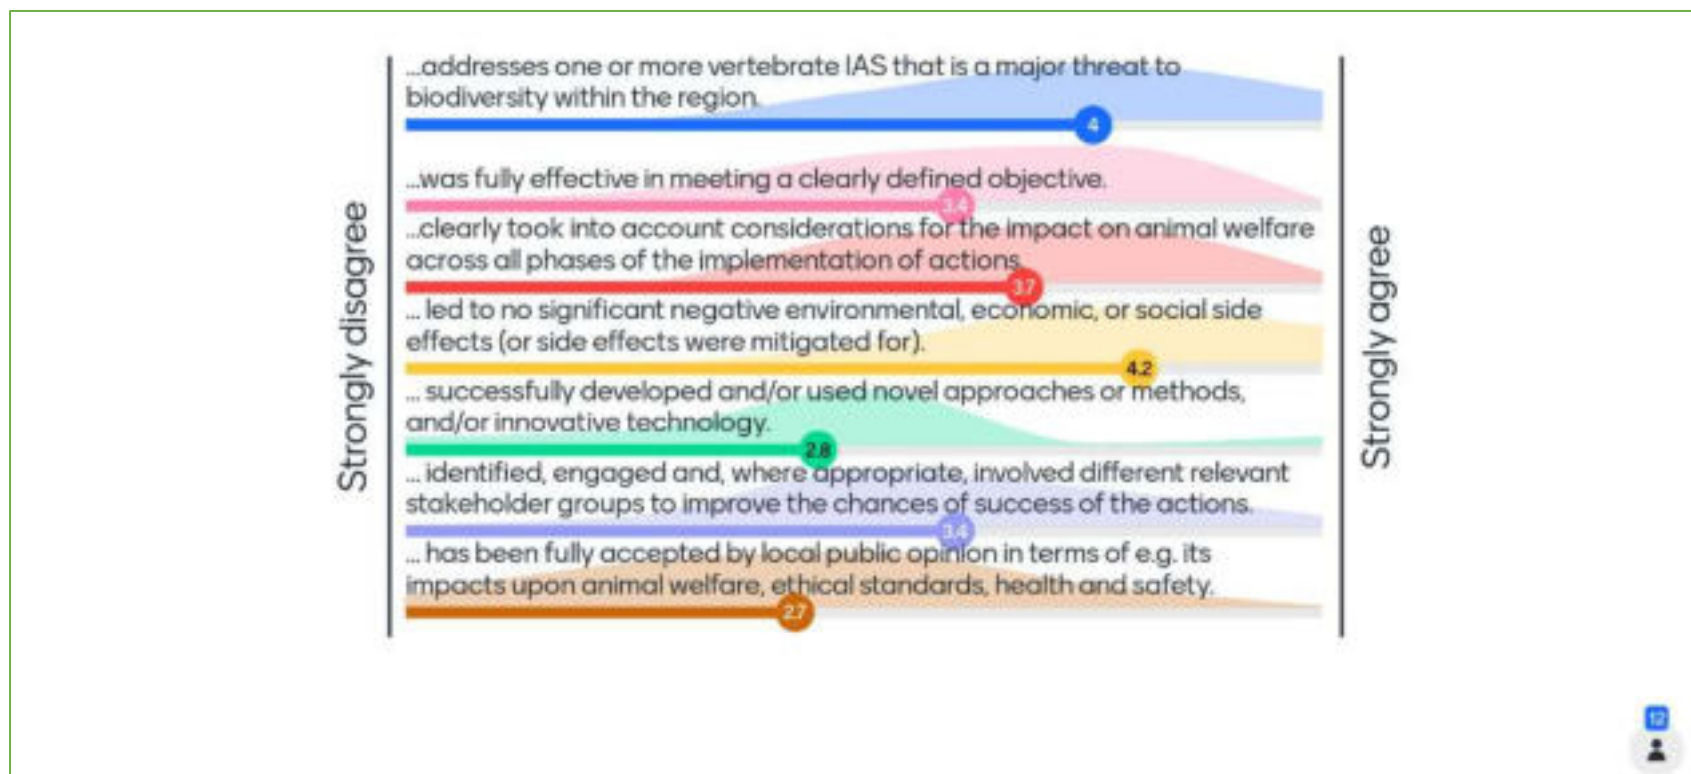 ...addresses one or more vertebrate IAS that is a major threat to
biodiversity within the region.
4
...was fully effective in meeting a clearly defined objective.
3.4
...clearly took into account considerations for the impact on animal welfare
across all phases of the implementation of actions.
3.7
... led to no significant negative environmental, economic, or social side
effects (or side effects were mitigated for).
4.2
... successfully developed and/or used novel approaches or methods,
and/or innovative technology.
2.8
... identified, engaged and, where appropriate, involved different relevant
stakeholder groups to improve the chances of success of the actions.
3.4
... has been fully accepted by local public opinion in terms of e.g. its
impacts upon animal welfare, ethical standards, health and safety.
2.7
Strongly disagree
Strongly agree
12